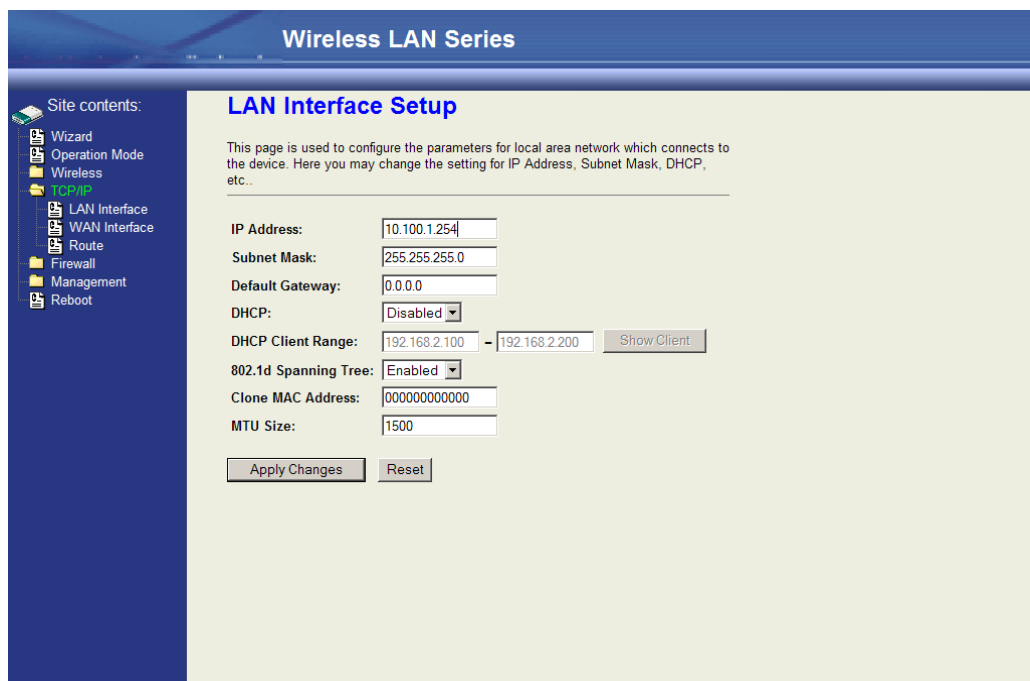 Wireless LAN Series
Site contents:
Wizard
Operation Mode
Wireless
TCP/IP
LAN Interface
WAN Interface
Route
Firewall
Management
Reboot
LAN Interface Setup
This page is used to configure the parameters for local area network which connects to
the device. Here you may change the setting for IP Address, Subnet Mask, DHCP,
etc..
IP Address: 10.100.1.254
Subnet Mask: 255.255.255.0
Default Gateway: 0.0.0.0
DHCP: Disabled
DHCP Client Range: 192.168.2.100 – 192.168.2.200 Show Client
802.1d Spanning Tree: Enabled
Clone MAC Address: 000000000000
MTU Size: 1500
Apply Changes Reset